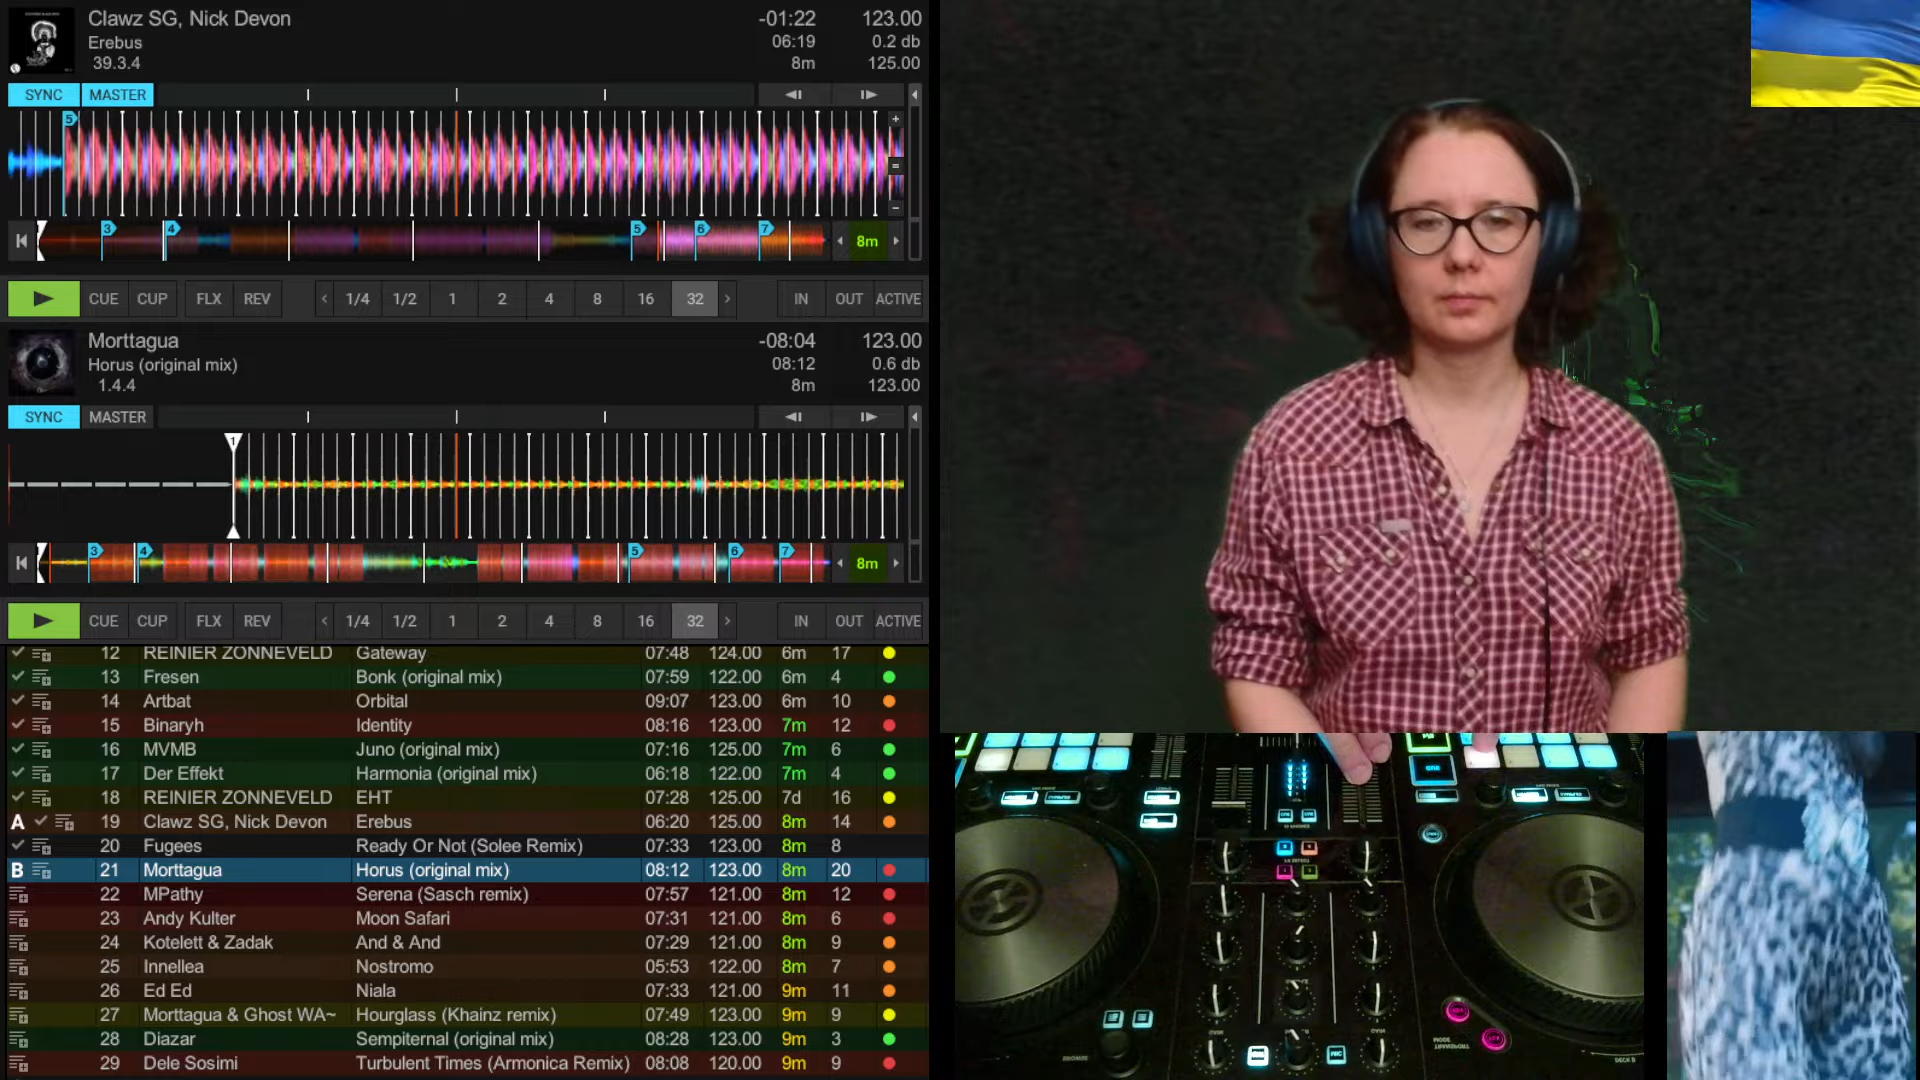 Clawz SG, Nick Devon -01:22 123.00
Erebus 06:19 0.2 db
39.3.4 8m 125.00
SYNC MASTER
5
3 4 5 6 7 8m
CUE CUP FLX REV 1/4 1/2 1 2 4 8 16 32 IN OUT ACTIVE
Morttagua -08:04 123.00
Horus (original mix) 08:12 0.6 db
1.4.4 8m 123.00
SYNC MASTER
1
3 4 5 6 7 8m
CUE CUP FLX REV 1/4 1/2 1 2 4 8 16 32 IN OUT ACTIVE
12 REINIER ZONNEVELD Gateway 07:48 124.00 6m 17
13 Fresen Bonk (original mix) 07:59 122.00 6m 4
14 Artbat Orbital 09:07 123.00 6m 10
15 Binaryh Identity 08:16 123.00 7m 12
16 MVMB Juno (original mix) 07:16 125.00 7m 6
17 Der Effekt Harmonia (original mix) 06:18 122.00 7m 4
18 REINIER ZONNEVELD EHT 07:28 125.00 7d 16
A 19 Clawz SG, Nick Devon Erebus 06:20 125.00 8m 14
20 Fugees Ready Or Not (Solee Remix) 07:33 123.00 8m 8
B 21 Morttagua Horus (original mix) 08:12 123.00 8m 20
22 MPathy Serena (Sasch remix) 07:57 121.00 8m 12
23 Andy Kulter Moon Safari 07:31 121.00 8m 6
24 Kotelett & Zadak And & And 07:29 121.00 8m 9
25 Innellea Nostromo 05:53 122.00 8m 7
26 Ed Ed Niala 07:33 121.00 9m 11
27 Morttagua & Ghost WA~ Hourglass (Khainz remix) 07:49 123.00 9m 9
28 Diazar Sempiternal (original mix) 08:28 123.00 9m 3
29 Dele Sosimi Turbulent Times (Armonica Remix) 08:08 120.00 9m 9